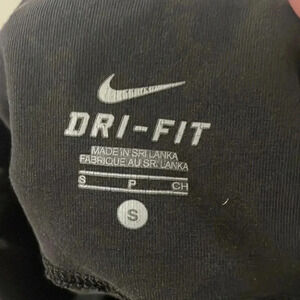 DRI-FIT
MADE IN SRI LANKA
FABRIQUE AU SRI LANKA
S P CH
S